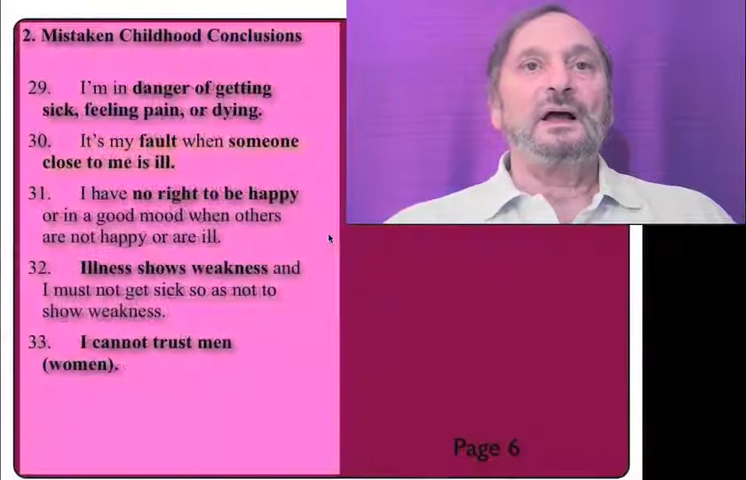 2. Mistaken Childhood Conclusions
29. I'm in danger of getting
sick, feeling pain, or dying.
30. It's my fault when someone
close to me is ill.
31. I have no right to be happy
or in a good mood when others
are not happy or are ill.
32. Illness shows weakness and
I must not get sick so as not to
show weakness.
33. I cannot trust men
(women).
Page 6